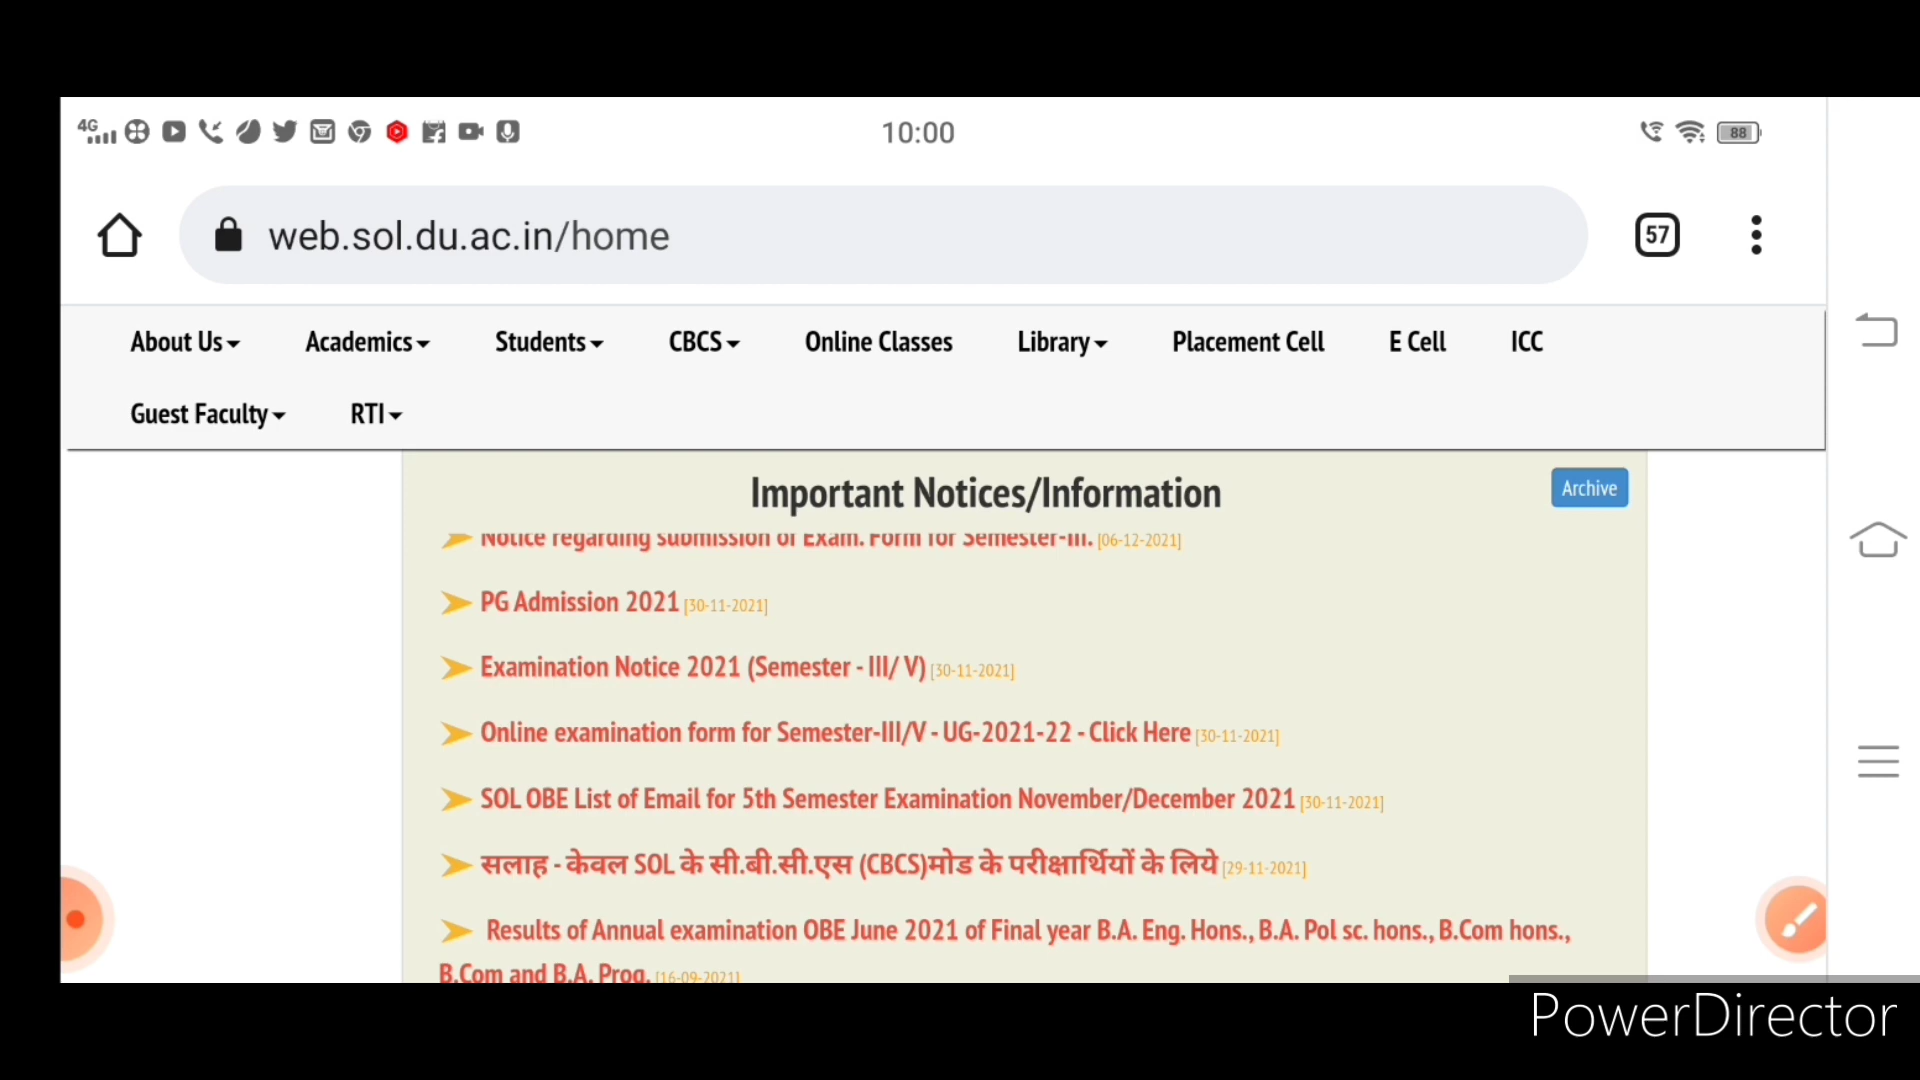 4G 10:00 88
web.sol.du.ac.in/home 57
About Us Academics Students CBCS Online Classes Library Placement Cell E Cell ICC
Guest Faculty RTI
Important Notices/Information Archive
Notice regarding submission of Exam. Form for Semester-III. [06-12-2021]
PG Admission 2021 [30-11-2021]
Examination Notice 2021 (Semester - III/ V) [30-11-2021]
Online examination form for Semester-III/V - UG-2021-22 - Click Here [30-11-2021]
SOL OBE List of Email for 5th Semester Examination November/December 2021 [30-11-2021]
सलाह - केवल SOL के सी.बी.सी.एस (CBCS)मोड के परीक्षार्थियों के लिये [29-11-2021]
Results of Annual examination OBE June 2021 of Final year B.A. Eng. Hons., B.A. Pol sc. hons., B.Com hons.,
B.Com and B.A. Prog. [16-09-2021]
PowerDirector